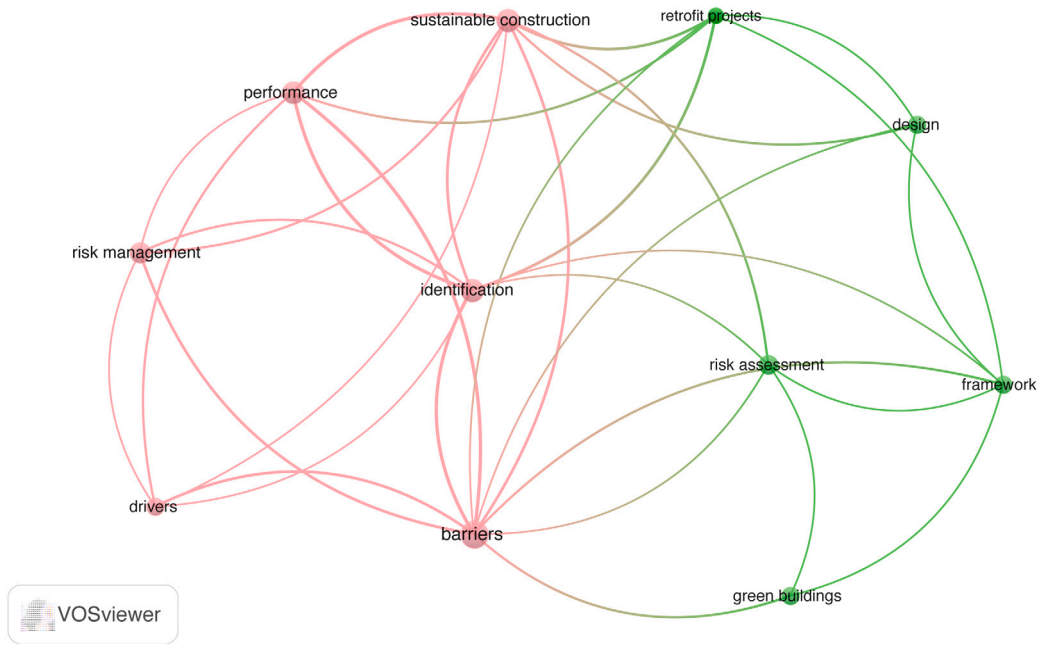 sustainable construction
retrofit projects
performance
design
risk management
identification
risk assessment
framework
drivers
barriers
green buildings
VOSviewer